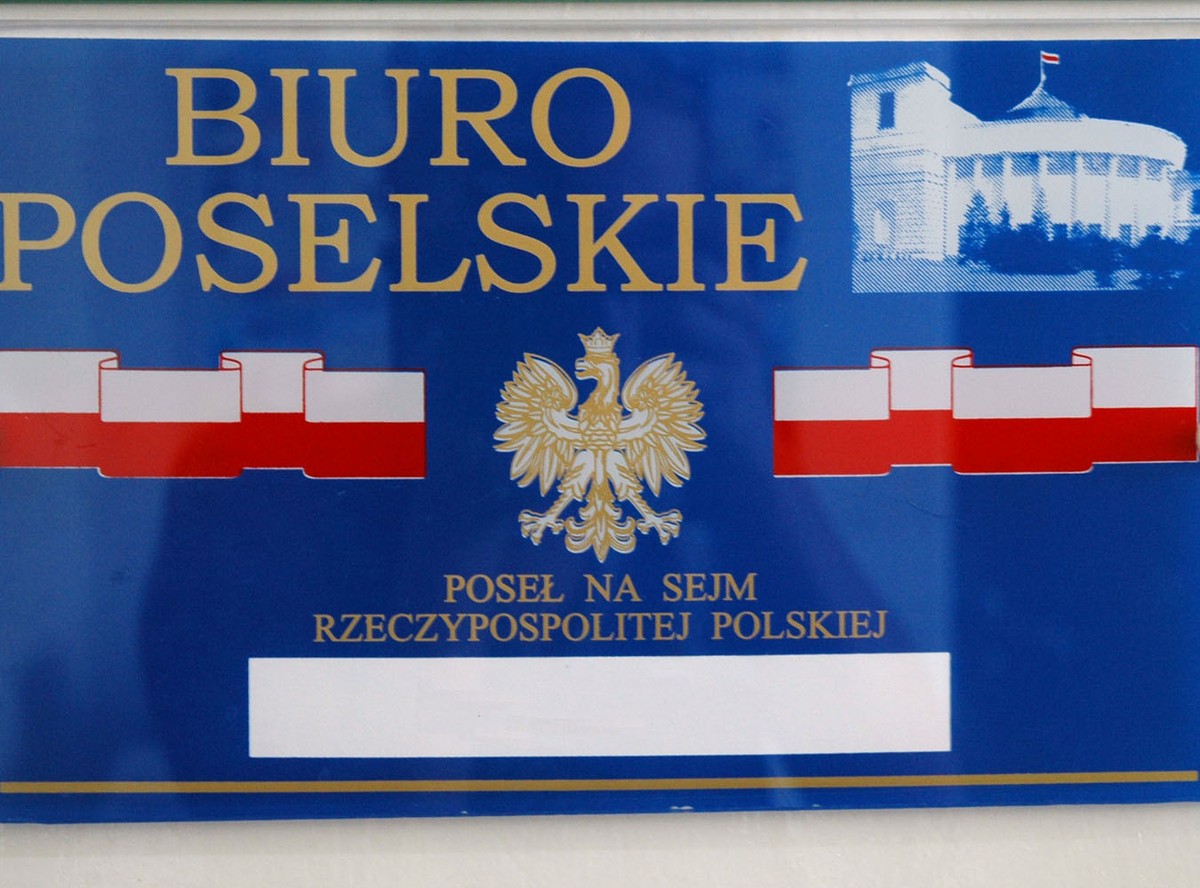 BIURO
POSELSKIE
POSEŁ NA SEJM
RZECZYPOSPOLITEJ POLSKIEJ